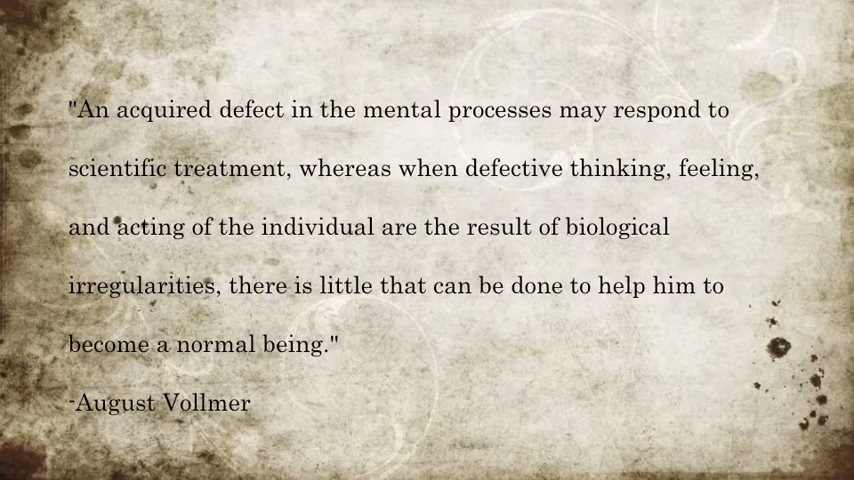 "An acquired defect in the mental processes may respond to
scientific treatment, whereas when defective thinking, feeling,
and acting of the individual are the result of biological
irregularities, there is little that can be done to help him to
become a normal being."
-August Vollmer